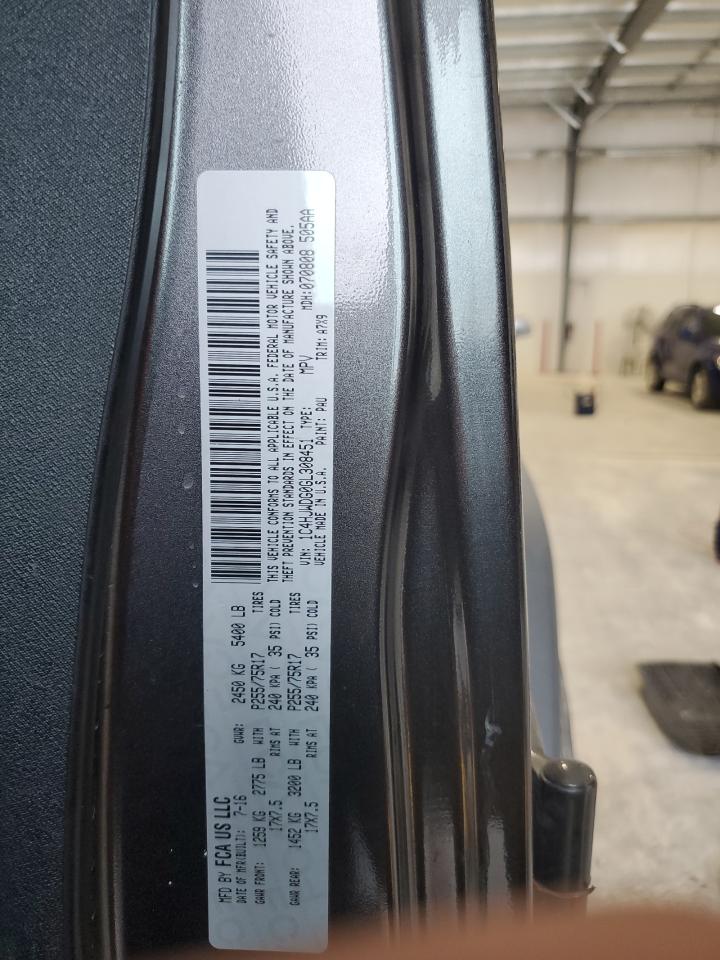 MFD BY FCA US LLC
DATE OF MFR(BUILT): 7-16 GVWR: 2450 KG 5400 LB
GAWR FRONT: 1259 KG 2775 LB WITH P255/75R17 TIRES
17X7.5 RIMS AT 240 KPA ( 35 PSI) COLD
GAWR REAR: 1452 KG 3200 LB WITH P255/75R17 TIRES
17X7.5 RIMS AT 240 KPA ( 35 PSI) COLD
THIS VEHICLE CONFORMS TO ALL APPLICABLE U.S.A. FEDERAL MOTOR VEHICLE SAFETY AND
THEFT PREVENTION STANDARDS IN EFFECT ON THE DATE OF MANUFACTURE SHOWN ABOVE.
VIN: 1C4HJWDG0GL308451 TYPE: MPV MDH:070808 505AA
VEHICLE MADE IN U.S.A. PAINT: PAU TRIM: A7X9